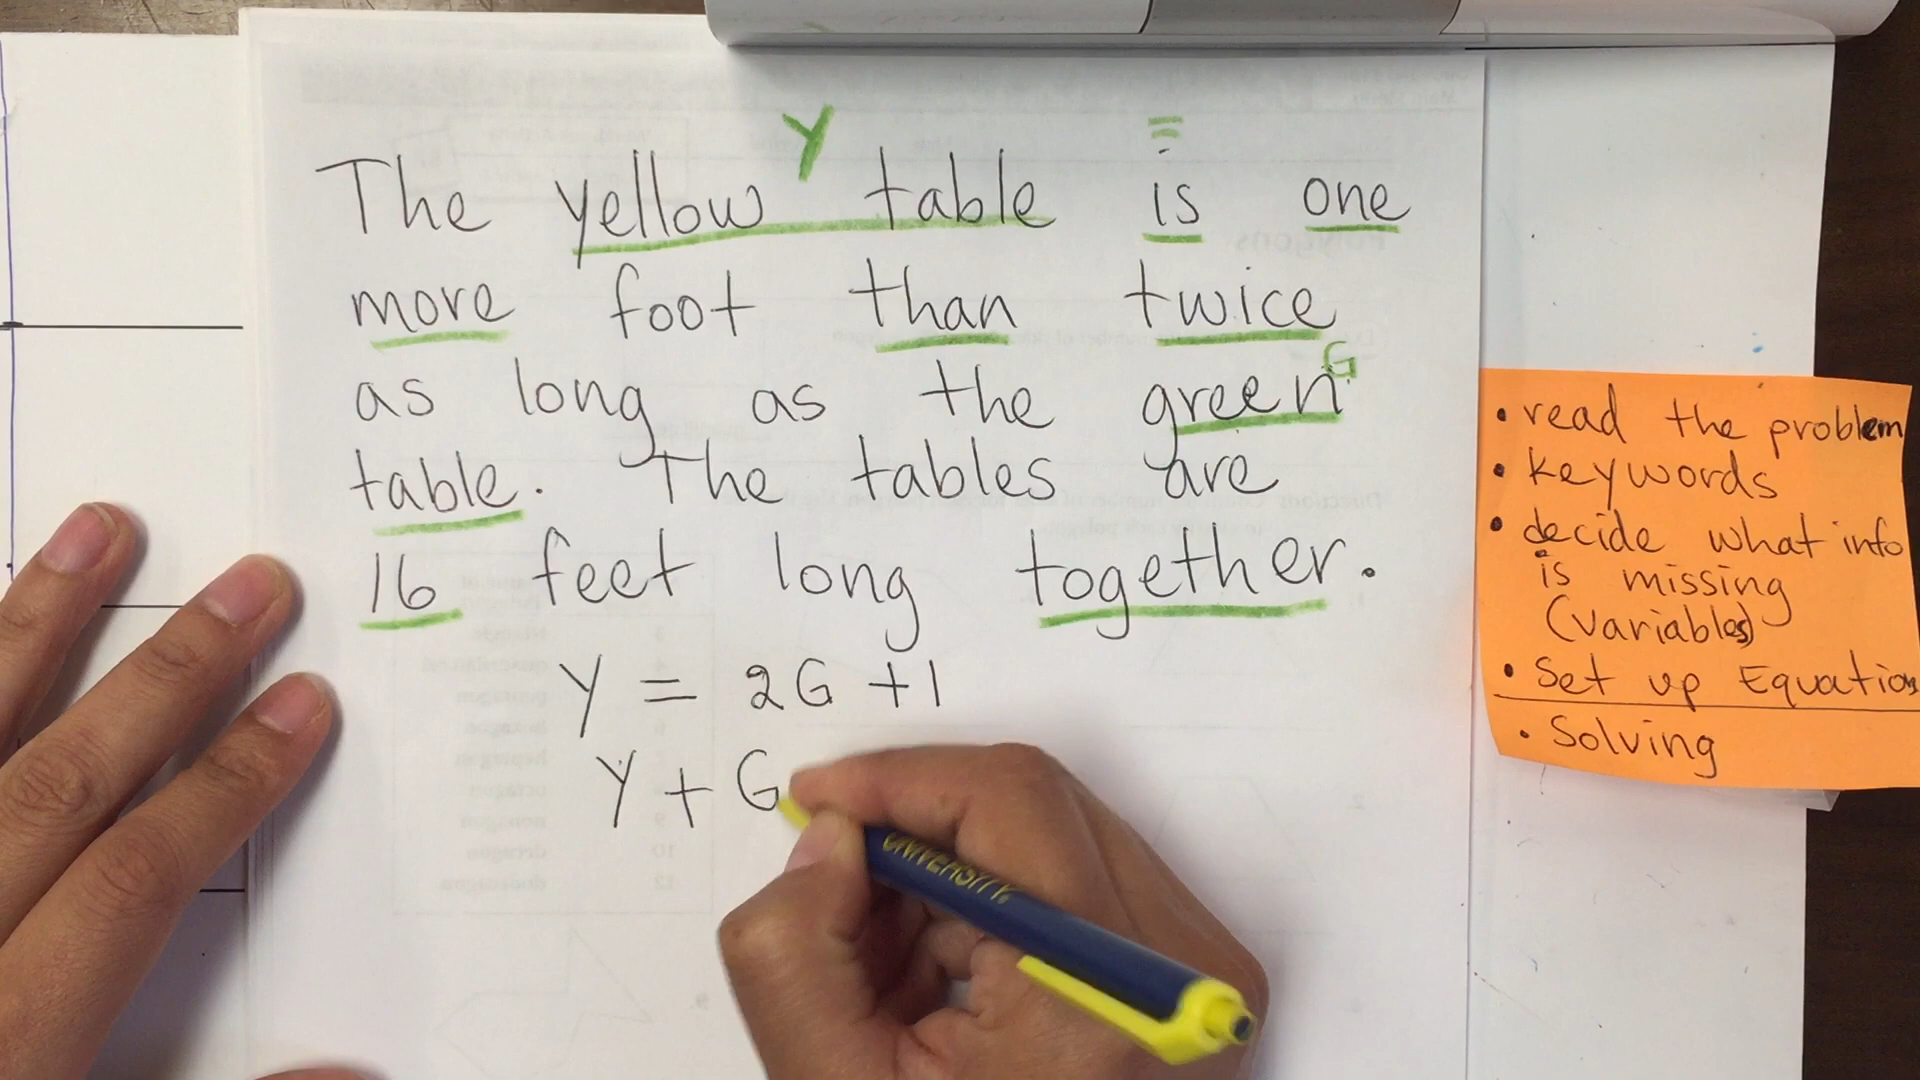 Y =
The yellow table is one
more foot than twice
G
as long as the green
table. The tables are
16 feet long together.
Y = 2G + 1
Y + G
• read the problem
• keywords
• decide what info
is missing
(variables)
• Set up Equations
• Solving
UNIVERSITY.